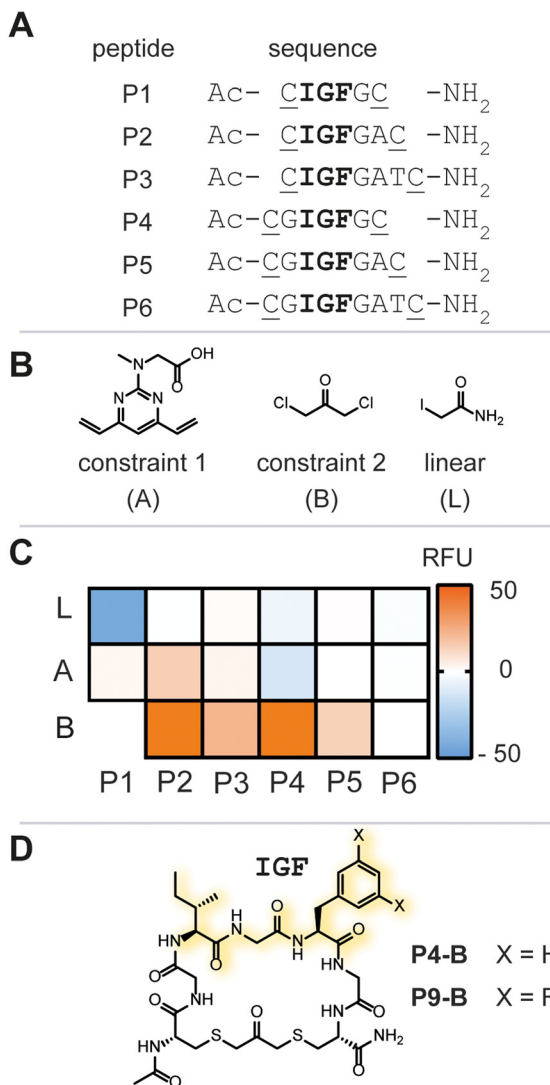 A
peptide sequence
P1 Ac- CIGFGC -NH2
P2 Ac- CIGFGAC -NH2
P3 Ac- CIGFGATC -NH2
P4 Ac-CGIGFGC -NH2
P5 Ac-CGIGFGAC -NH2
P6 Ac-CGIGFGATC -NH2
B
N OH
O
N N
Cl O Cl
I O NH2
constraint 1 constraint 2 linear
(A) (B) (L)
C
RFU
50
0
- 50
L
A
B
P1 P2 P3 P4 P5 P6
D
IGF
X
X
O H N O
H N N H O
O N H O
N H NH
O O
HN S O S HN NH2
O O
P4-B X = H
P9-B X = F